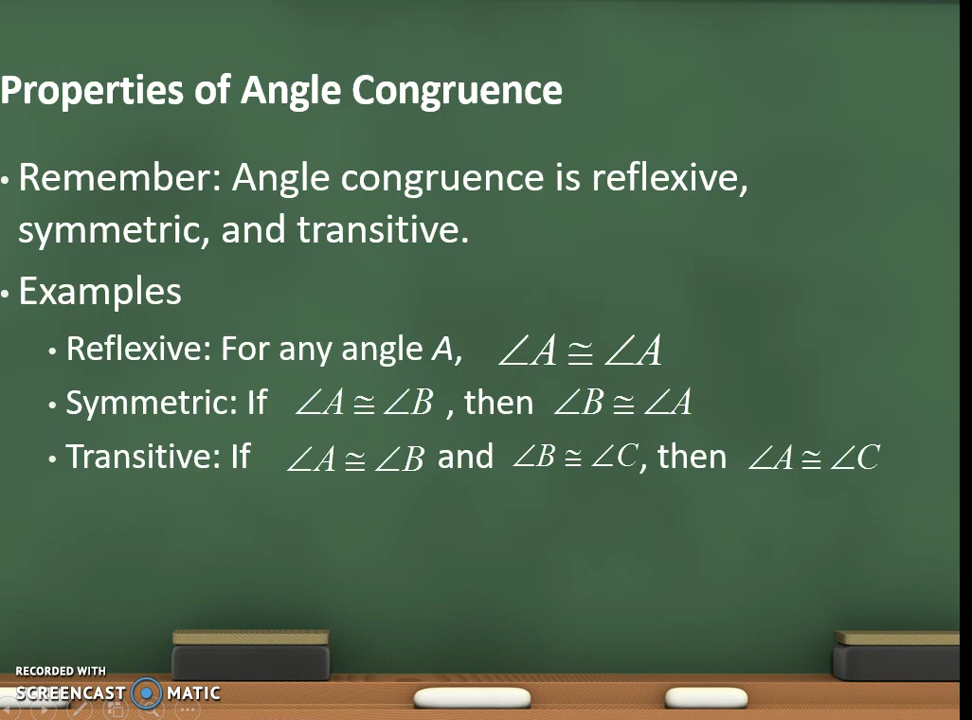 Properties of Angle Congruence
• Remember: Angle congruence is reflexive,
symmetric, and transitive.
• Examples
• Reflexive: For any angle A, ∠A ≅ ∠A
• Symmetric: If ∠A ≅ ∠B , then ∠B ≅ ∠A
• Transitive: If ∠A ≅ ∠B and ∠B ≅ ∠C, then ∠A ≅ ∠C
RECORDED WITH
SCREENCAST MATIC